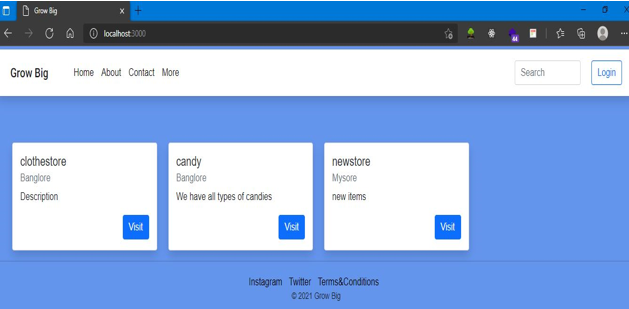 Grow Big
localhost:3000
44
Grow Big Home About Contact More Search Login
clothestore
Banglore
Description
Visit
candy
Banglore
We have all types of candies
Visit
newstore
Mysore
new items
Visit
Instagram Twitter Terms&Conditions
© 2021 Grow Big